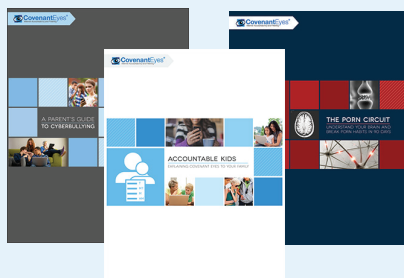 CovenantEyes®
A PARENT'S GUIDE
TO CYBERBULLYING
CovenantEyes®
ACCOUNTABLE KIDS
EXPLAINING COVENANT EYES TO YOUR FAMILY
CovenantEyes®
THE PORN CIRCUIT
UNDERSTAND YOUR BRAIN AND
BREAK PORN HABITS IN 90 DAYS